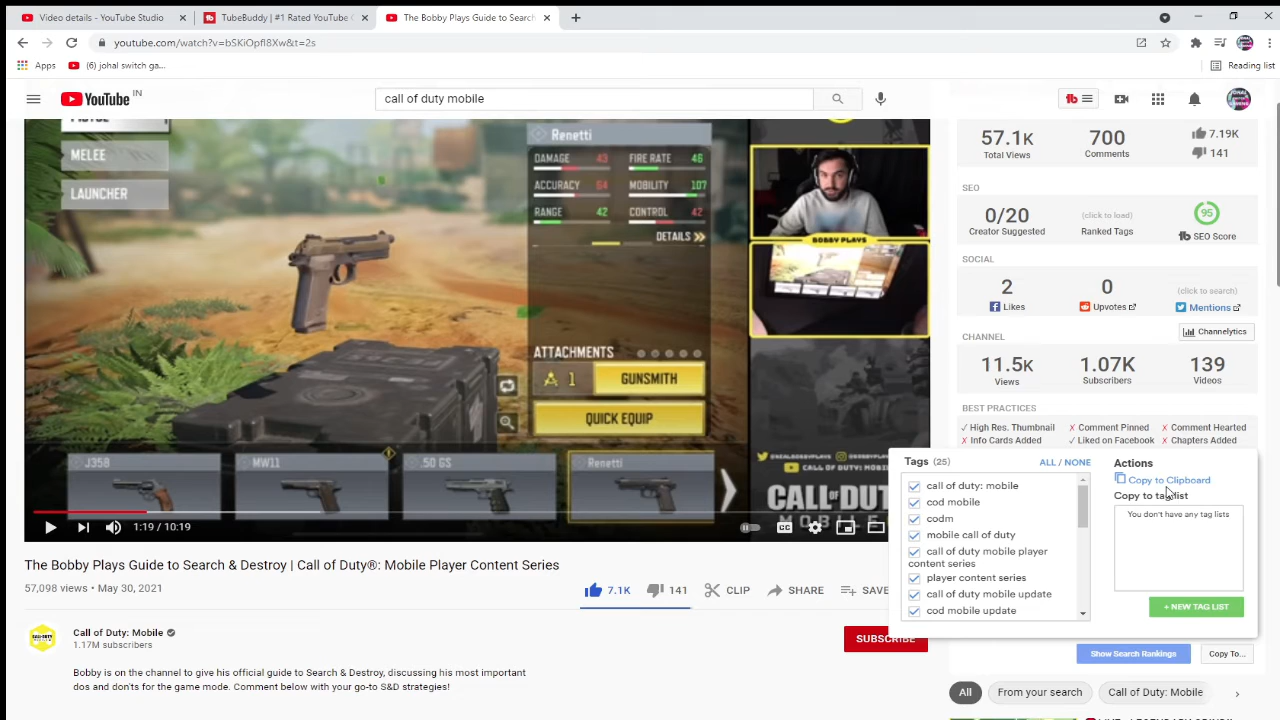 Video details - YouTube Studio
TubeBuddy | #1 Rated YouTube C
The Bobby Plays Guide to Search
youtube.com/watch?v=bSKiOpfl8Xw&t=2s
Apps
(6) johal switch ga...
Reading list
YouTube IN
call of duty mobile
MELEE
LAUNCHER
Renetti
DAMAGE 43 FIRE RATE 46
ACCURACY 54 MOBILITY 107
RANGE 42 CONTROL 42
DETAILS
ATTACHMENTS
1 GUNSMITH
QUICK EQUIP
BOBBY PLAYS
J358
MW11
.50 GS
Renetti
CALL OF DUTY: MOBILE
CALL OF DUTY
MOBILE
1:19 / 10:19
CC
57.1K
Total Views
700
Comments
7.19K
141
SEO
0/20
Creator Suggested
(click to load)
Ranked Tags
95
tb SEO Score
SOCIAL
2
Likes
0
Upvotes
(click to search)
Mentions
CHANNEL
Channelytics
11.5K
Views
1.07K
Subscribers
139
Videos
BEST PRACTICES
√ High Res. Thumbnail
✗ Comment Pinned
✗ Comment Hearted
✗ Info Cards Added
√ Liked on Facebook
✗ Chapters Added
Tags (25)
ALL / NONE
call of duty: mobile
cod mobile
codm
mobile call of duty
call of duty mobile player
content series
player content series
call of duty mobile update
cod mobile update
Actions
Copy to Clipboard
Copy to tag list
You don't have any tag lists
+ NEW TAG LIST
Show Search Rankings
Copy To...
All
From your search
Call of Duty: Mobile
The Bobby Plays Guide to Search & Destroy | Call of Duty®: Mobile Player Content Series
57,098 views • May 30, 2021
7.1K
141
CLIP
SHARE
SAVE
Call of Duty: Mobile
1.17M subscribers
SUBSCRIBE
Bobby is on the channel to give his official guide to Search & Destroy, discussing his most important
dos and don'ts for the game mode. Comment below with your go-to S&D strategies!